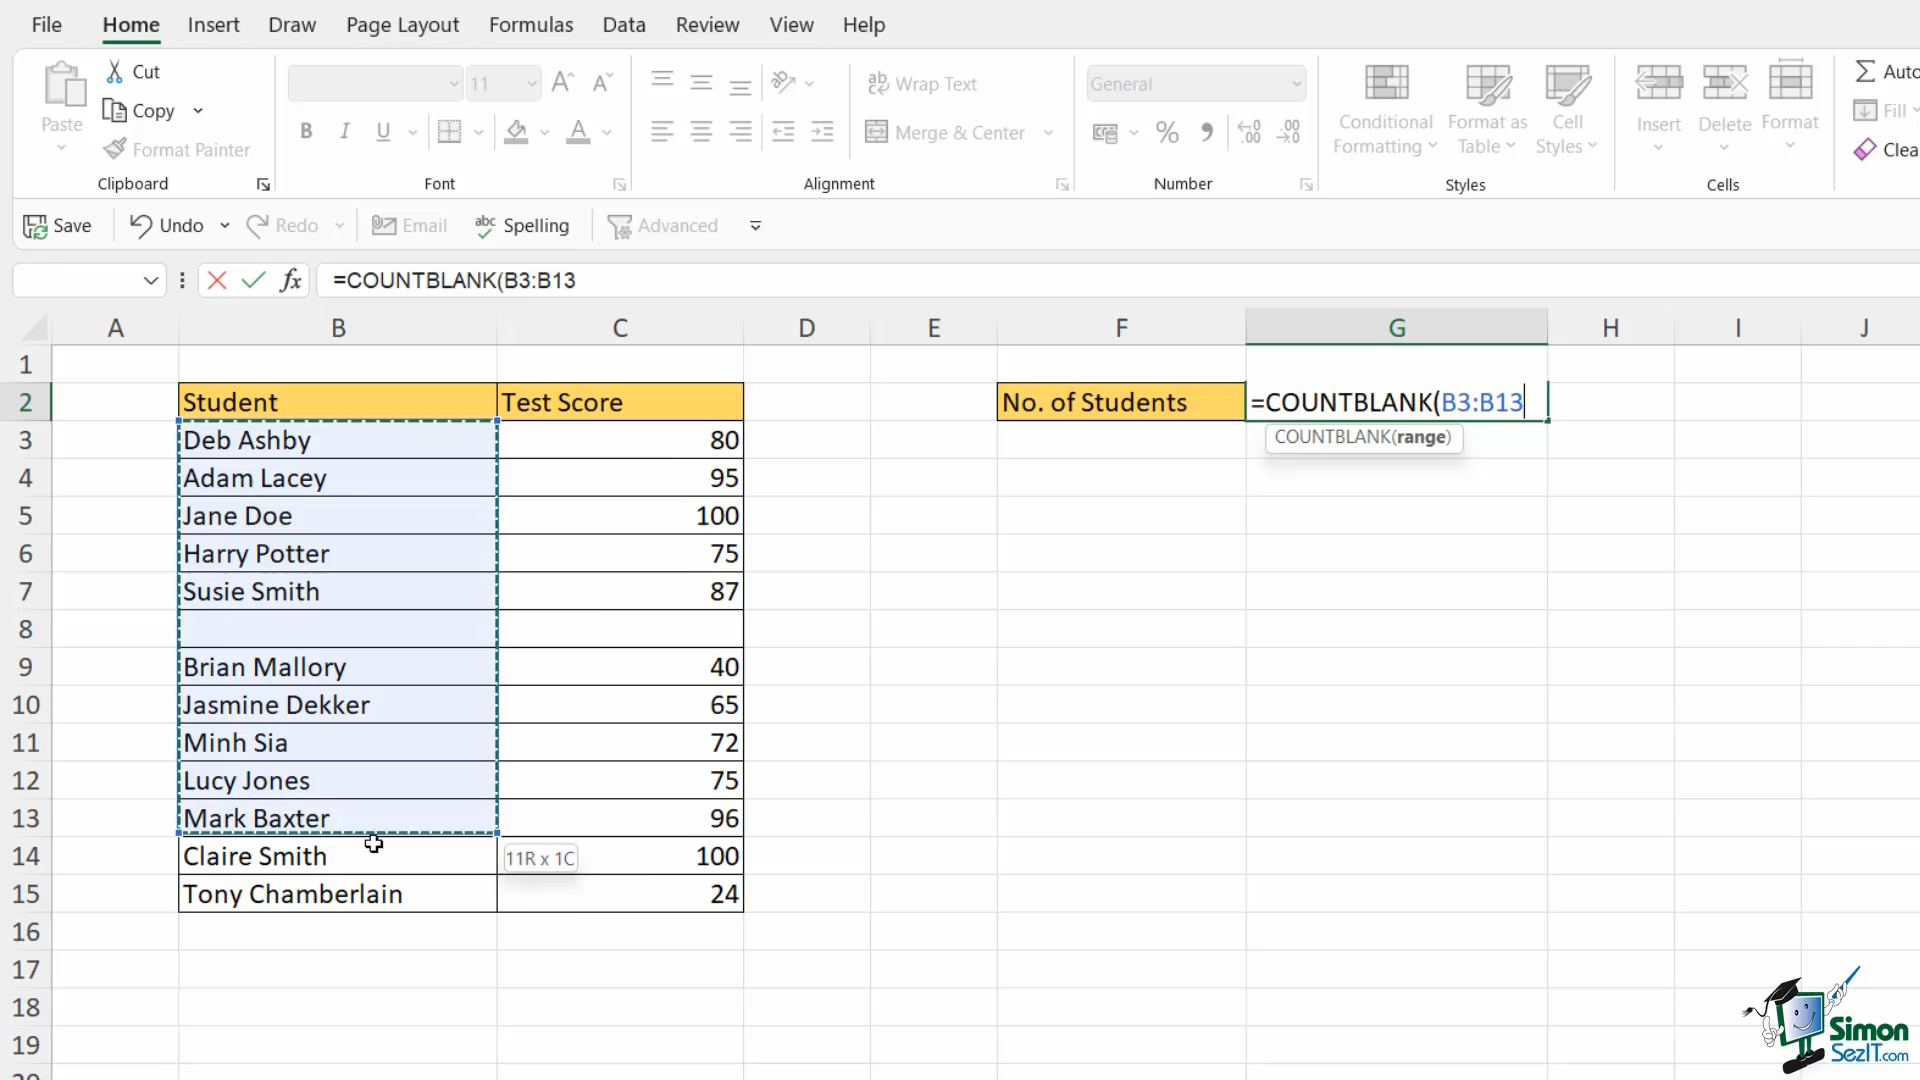 File Home Insert Draw Page Layout Formulas Data Review View Help
Paste Cut Copy Format Painter Clipboard
11 B I U Font
ab Wrap Text Merge & Center Alignment
General % Number
Conditional Formatting Format as Table Cell Styles Styles
Insert Delete Format Cells
Auto
Fill
Clea
Save Undo Redo Email abc Spelling Advanced
fx =COUNTBLANK(B3:B13
A B C D E F G H I J
1
2 Student Test Score No. of Students =COUNTBLANK(B3:B13
COUNTBLANK(range)
3 Deb Ashby 80
4 Adam Lacey 95
5 Jane Doe 100
6 Harry Potter 75
7 Susie Smith 87
8
9 Brian Mallory 40
10 Jasmine Dekker 65
11 Minh Sia 72
12 Lucy Jones 75
13 Mark Baxter 96
14 Claire Smith 11R x 1C 100
15 Tony Chamberlain 24
16
17
18
19
Simon
SezIT.com